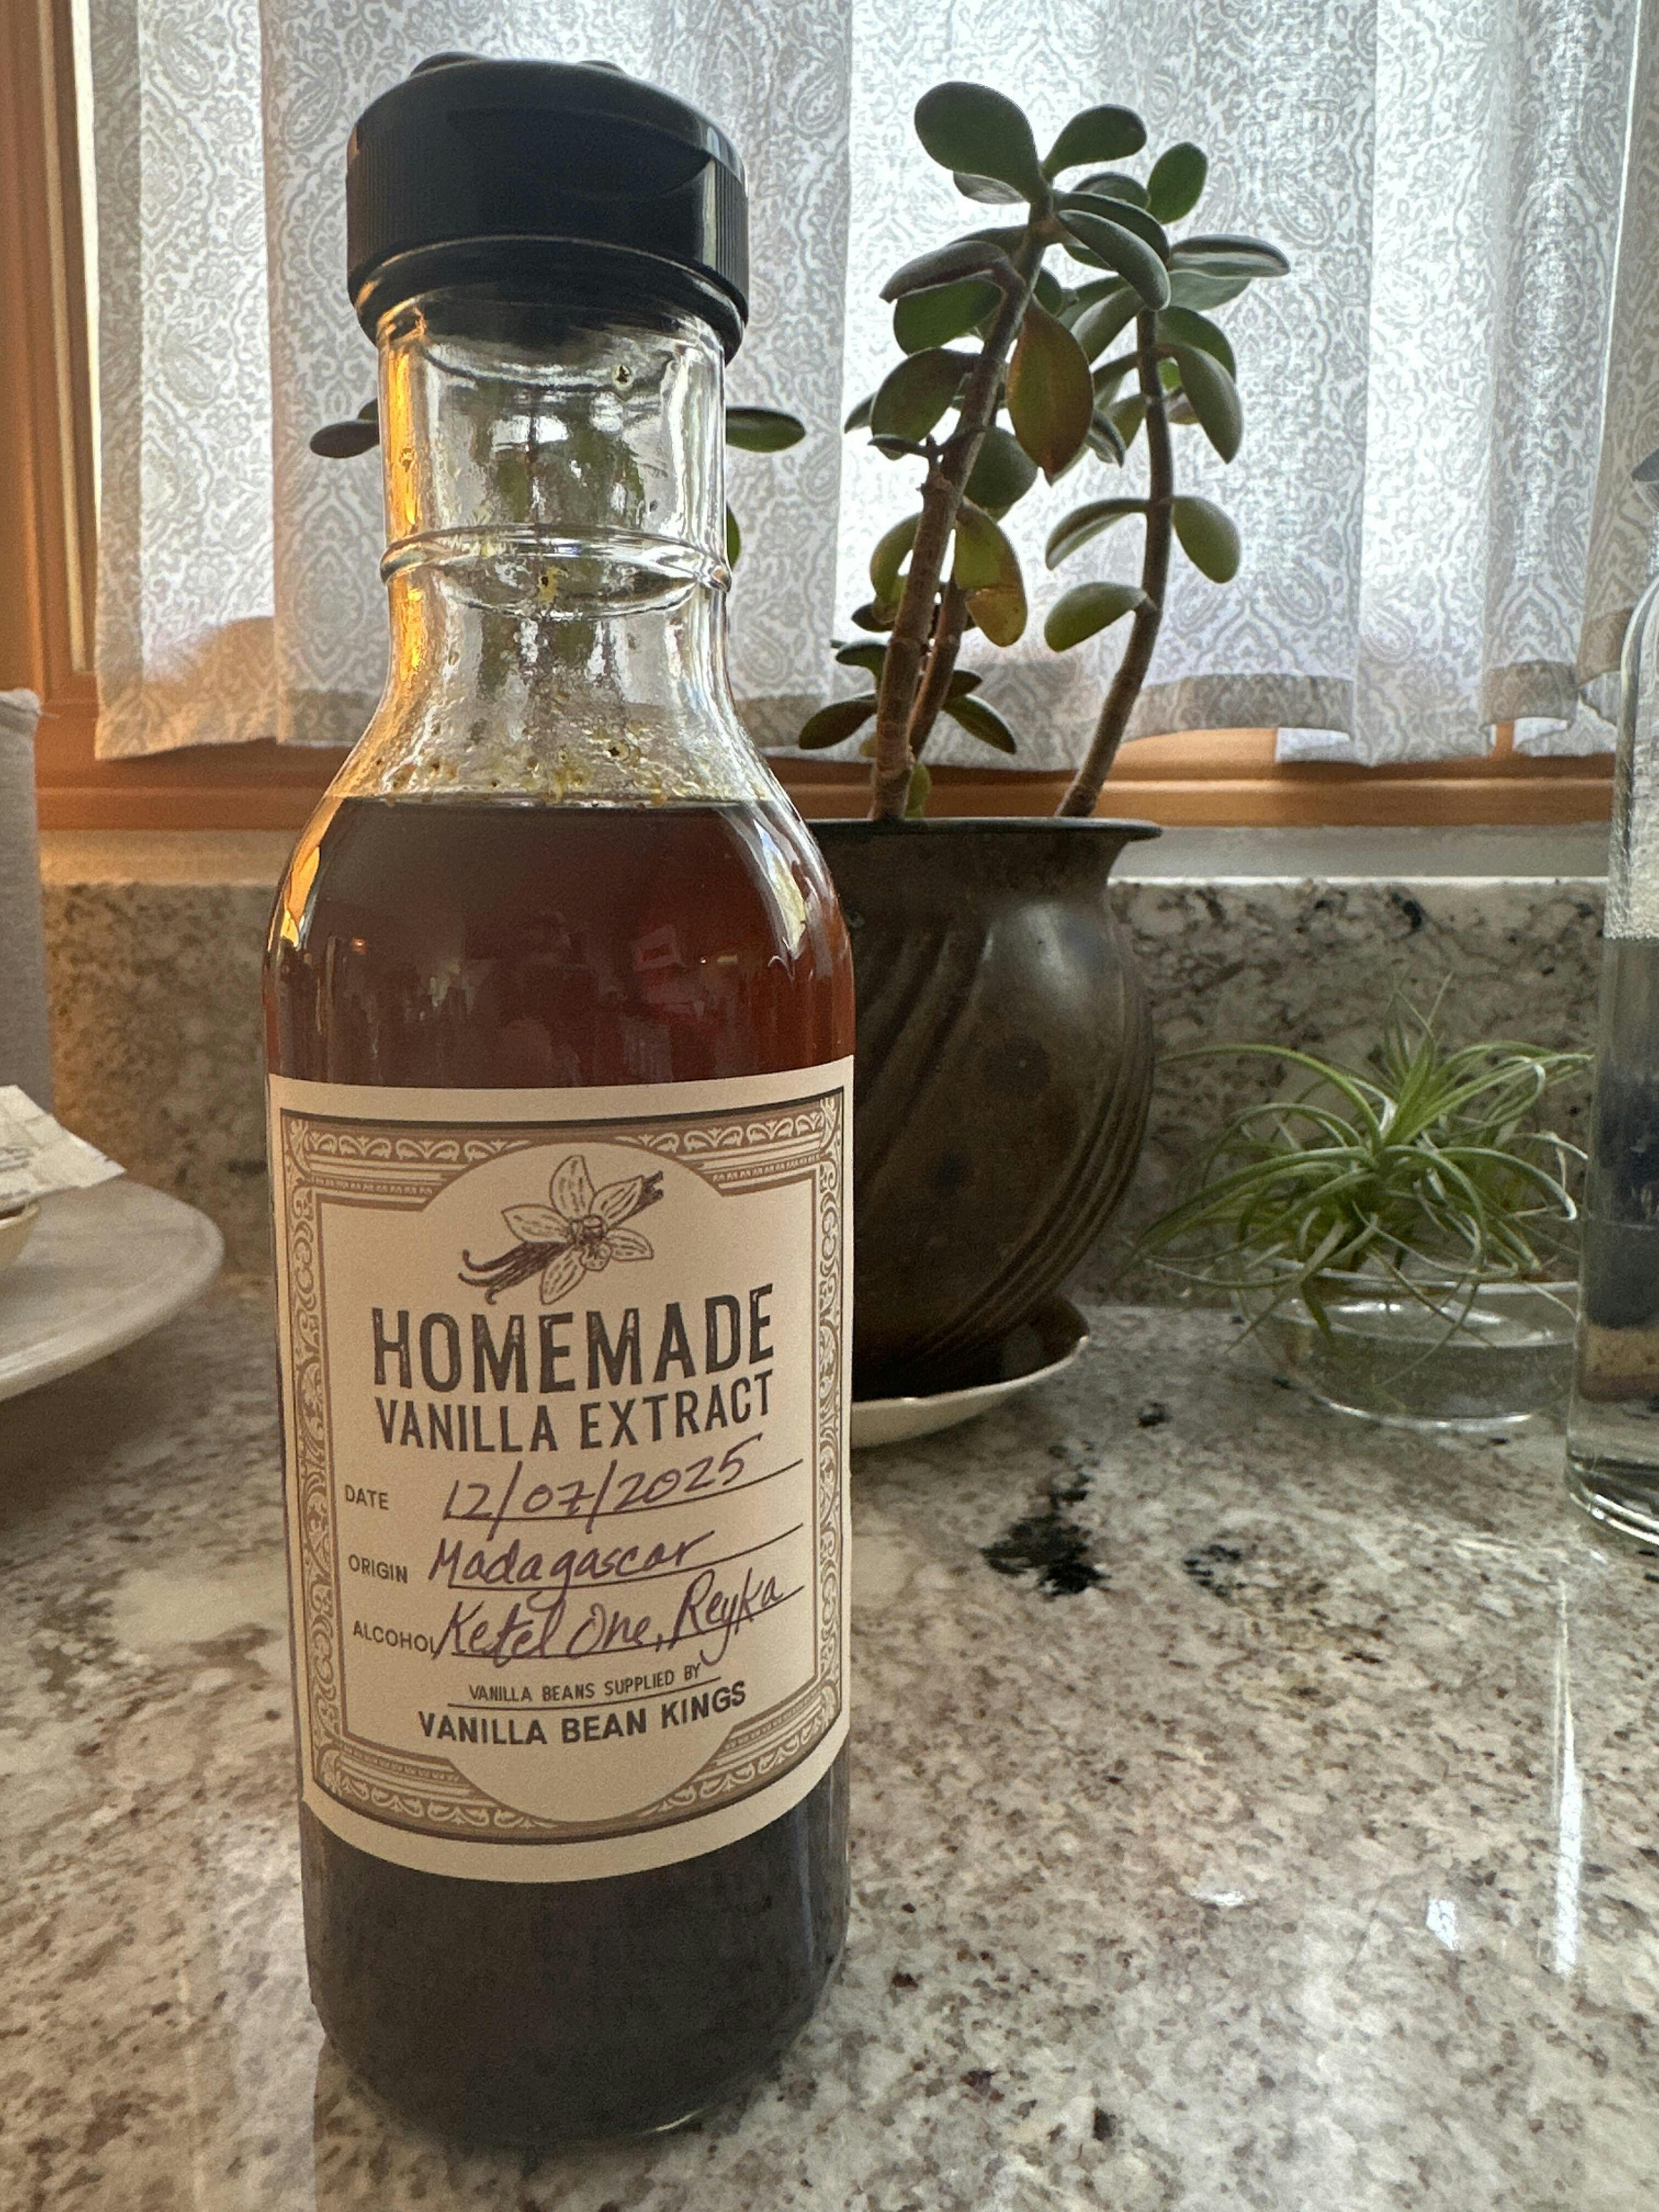 HOMEMADE
VANILLA EXTRACT
DATE 12/07/2025
ORIGIN Madagascar
ALCOHOL Ketel One, Reyka
VANILLA BEANS SUPPLIED BY
VANILLA BEAN KINGS